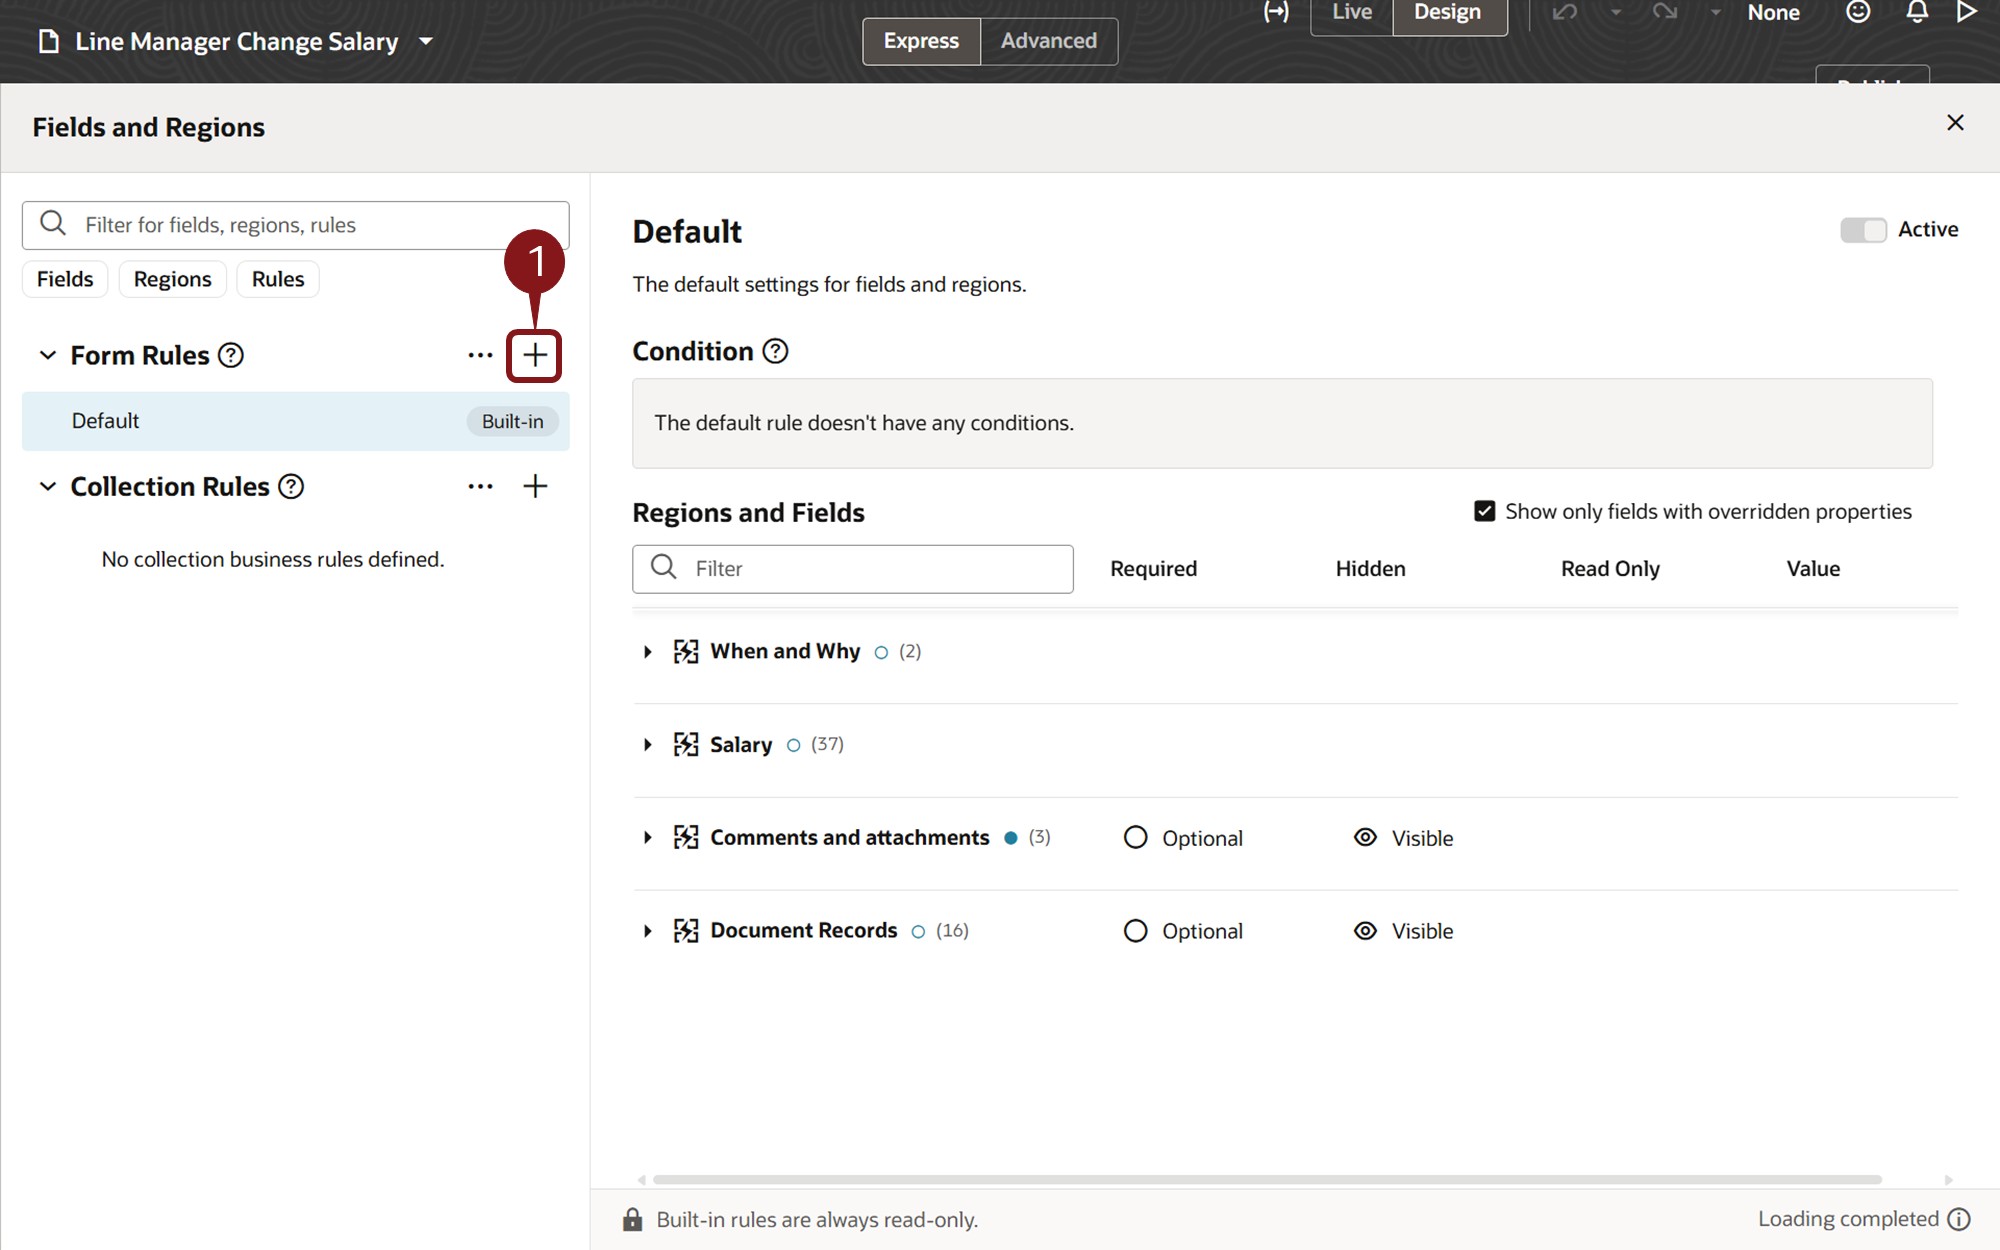 Line Manager Change Salary
Express
Advanced
Live
Design
None
Fields and Regions
Filter for fields, regions, rules
Fields
Regions
Rules
1
Form Rules
Default
Built-in
Collection Rules
No collection business rules defined.
Default
Active
The default settings for fields and regions.
Condition
The default rule doesn't have any conditions.
Regions and Fields
Show only fields with overridden properties
Filter
Required
Hidden
Read Only
Value
When and Why (2)
Salary (37)
Comments and attachments (3)
Optional
Visible
Document Records (16)
Optional
Visible
Built-in rules are always read-only.
Loading completed